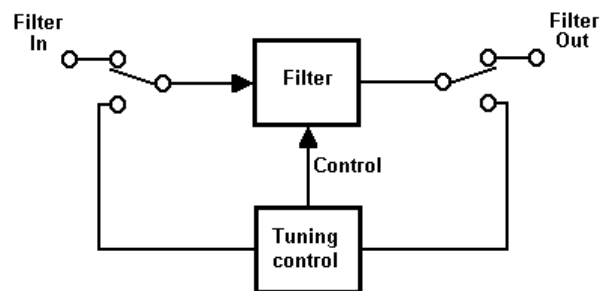 Filter
In
Filter
Out
Filter
Control
Tuning
control